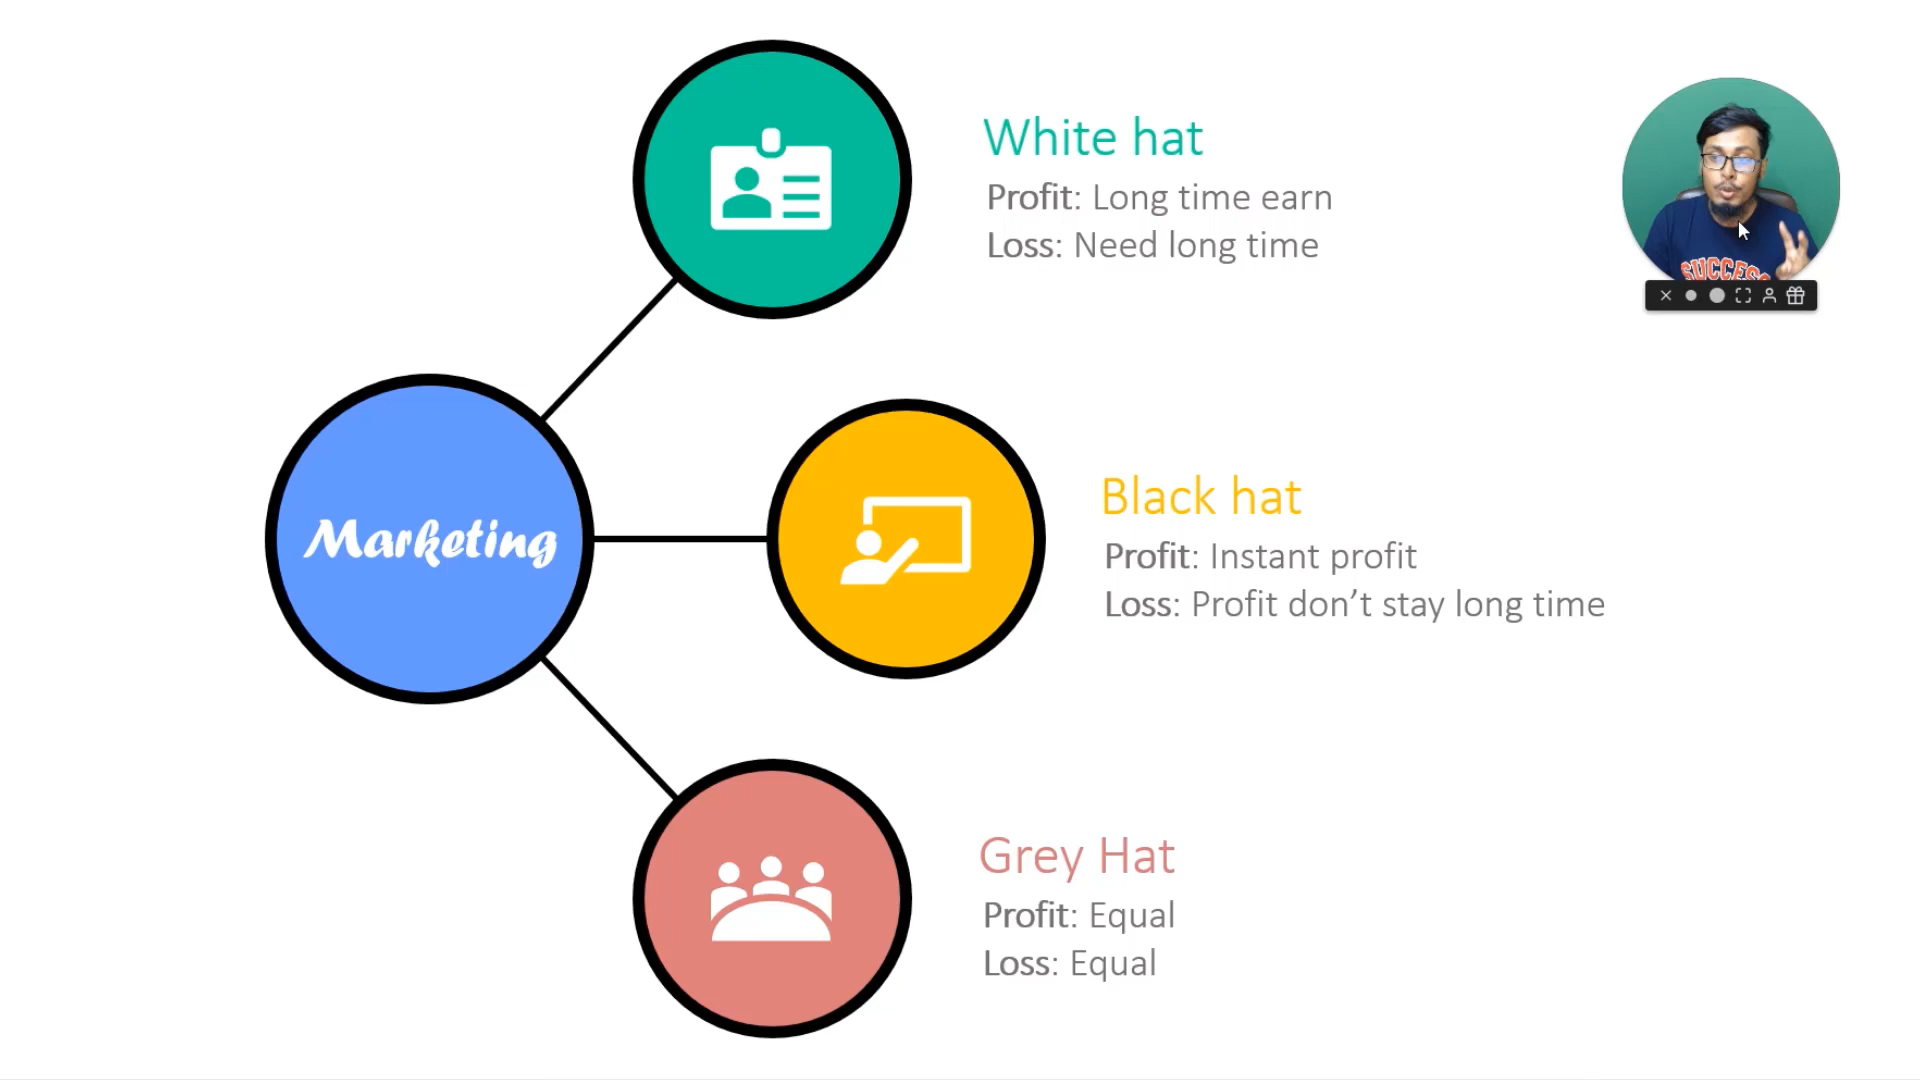 White hat
Profit: Long time earn
Loss: Need long time
SUCCESS
Marketing
Black hat
Profit: Instant profit
Loss: Profit don’t stay long time
Grey Hat
Profit: Equal
Loss: Equal